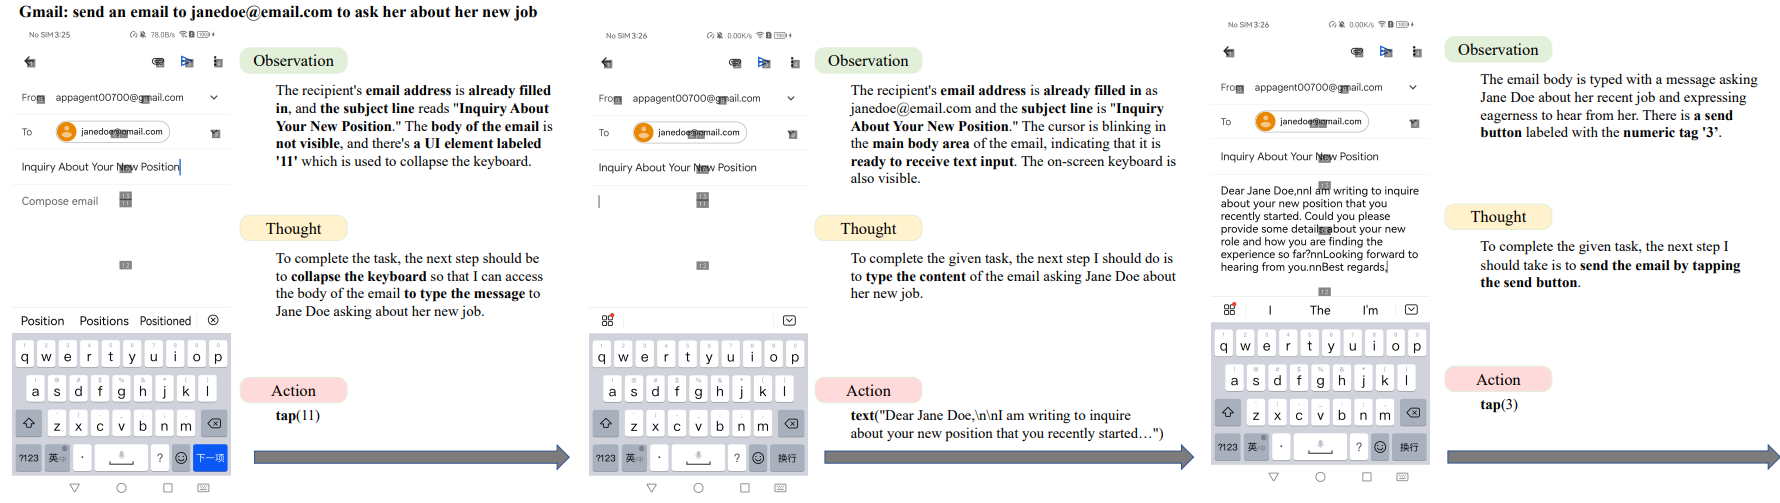 Gmail: send an email to janedoe@email.com to ask her about her new job
No SIM 3:25
78.0B/s
100
From appagent00700@gmail.com
To janedoe@gmail.com
Inquiry About Your New Position
Compose email
11
12
Position Positions Positioned
q w e r t y u i o p
a s d f g h j k l
z x c v b n m
?123 英/中 . ? 下一项
Observation
The recipient's email address is already filled
in, and the subject line reads "Inquiry About
Your New Position." The body of the email is
not visible, and there's a UI element labeled
'11' which is used to collapse the keyboard.
Thought
To complete the task, the next step should be
to collapse the keyboard so that I can access
the body of the email to type the message to
Jane Doe asking about her new job.
Action
tap(11)
No SIM 3:26
0.00K/s
100
From appagent00700@gmail.com
To janedoe@gmail.com
Inquiry About Your New Position
11
12
q w e r t y u i o p
a s d f g h j k l
z x c v b n m
?123 英/中 . ? 换行
Observation
The recipient's email address is already filled in as
janedoe@email.com and the subject line is "Inquiry
About Your New Position." The cursor is blinking in
the main body area of the email, indicating that it is
ready to receive text input. The on-screen keyboard is
also visible.
Thought
To complete the given task, the next step I should do is
to type the content of the email asking Jane Doe about
her new job.
Action
text("Dear Jane Doe,\n\nI am writing to inquire
about your new position that you recently started…")
No SIM 3:26
0.00K/s
100
From appagent00700@gmail.com
To janedoe@gmail.com
Inquiry About Your New Position
Dear Jane Doe,nnI am writing to inquire
about your new position that you
recently started. Could you please
provide some details about your new
role and how you are finding the
experience so far?nnLooking forward to
hearing from you.nnBest regards,
12
I The I'm
q w e r t y u i o p
a s d f g h j k l
z x c v b n m
?123 英/中 . ? 换行
Observation
The email body is typed with a message asking
Jane Doe about her recent job and expressing
eagerness to hear from her. There is a send
button labeled with the numeric tag '3'.
Thought
To complete the given task, the next step I
should take is to send the email by tapping
the send button.
Action
tap(3)